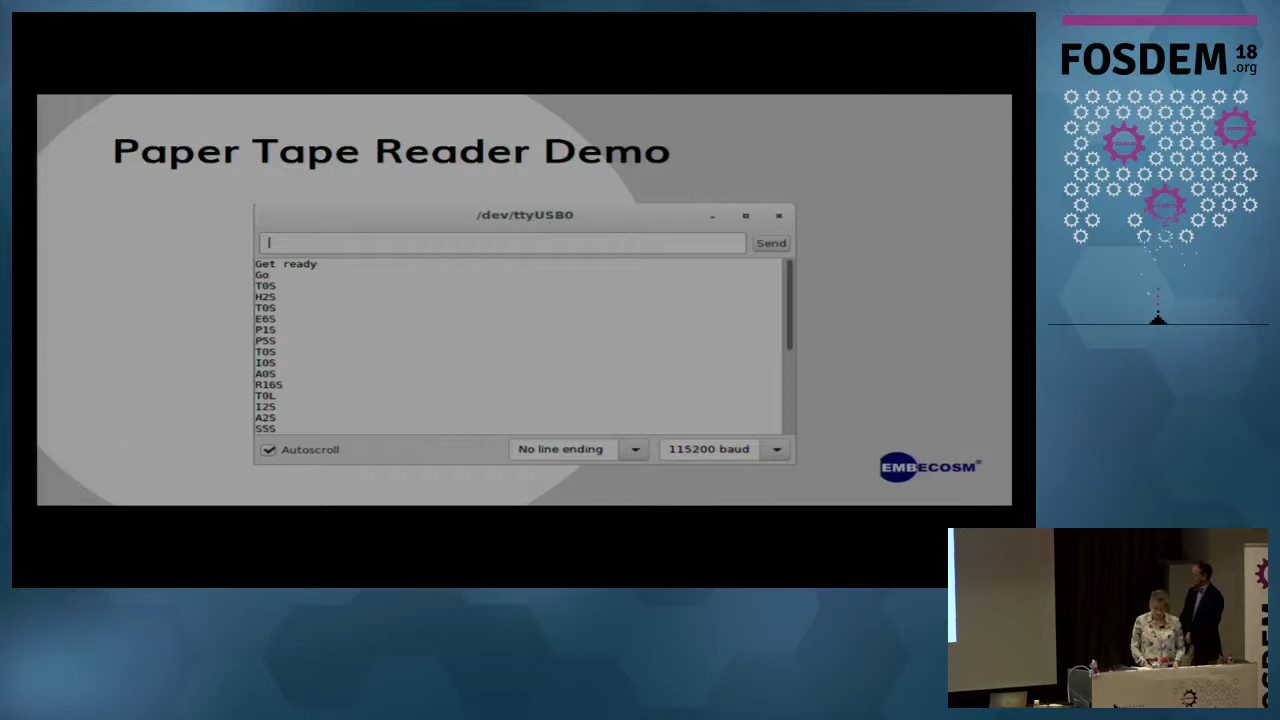 FOSDEM 18
.org
Paper Tape Reader Demo
/dev/ttyUSB0
Send
Get ready
Go
T0S
H2S
T0S
E6S
P1S
P5S
T0S
I0S
A0S
R16S
T0L
I2S
A2S
S5S
Autoscroll
No line ending
115200 baud
EMBECOSM®
FOSDEM